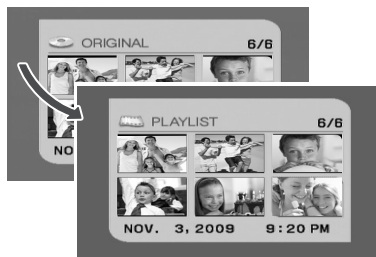 ORIGINAL 6/6
NO
PLAYLIST 6/6
NOV. 3, 2009 9:20 PM